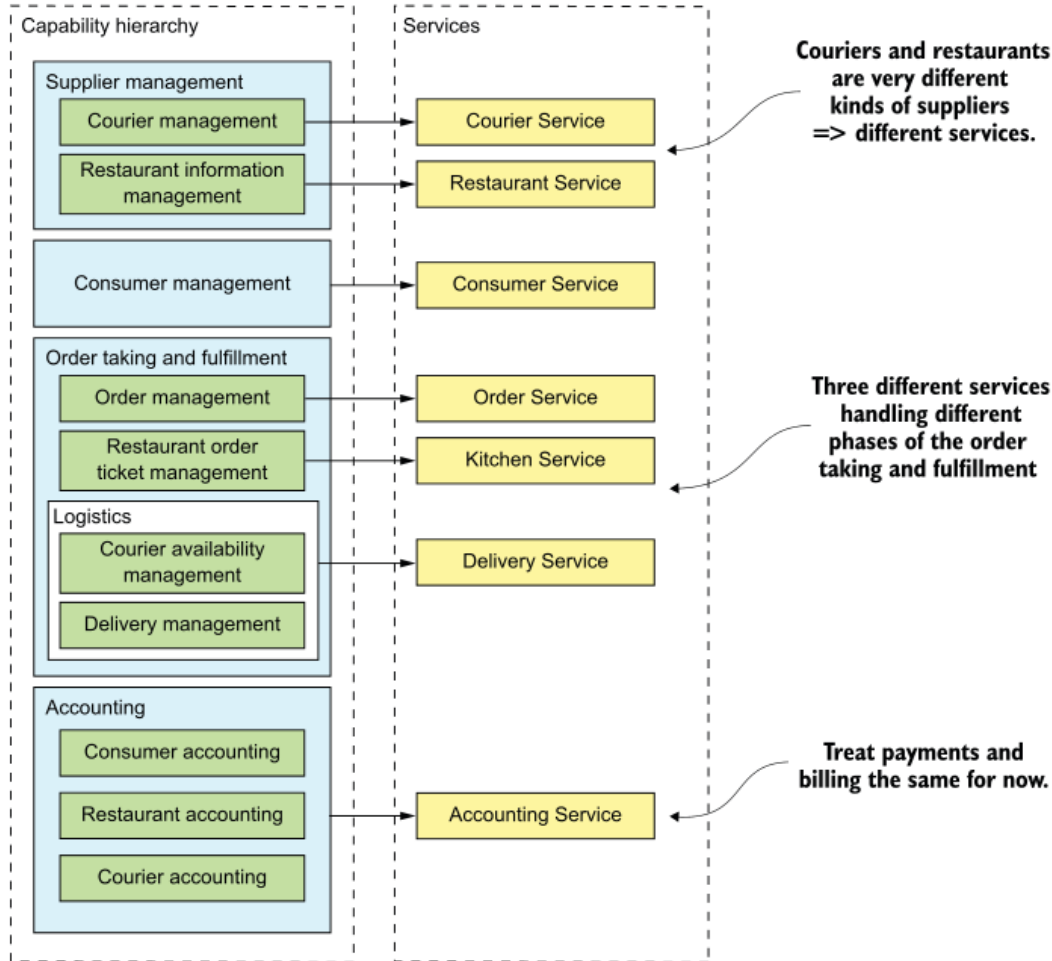 Capability hierarchy
Services
Supplier management
Courier management
Courier Service
Restaurant information
management
Restaurant Service
Couriers and restaurants
are very different
kinds of suppliers
=> different services.
Consumer management
Consumer Service
Order taking and fulfillment
Order management
Order Service
Restaurant order
ticket management
Kitchen Service
Three different services
handling different
phases of the order
taking and fulfillment
Logistics
Courier availability
management
Delivery management
Delivery Service
Accounting
Consumer accounting
Restaurant accounting
Courier accounting
Accounting Service
Treat payments and
billing the same for now.